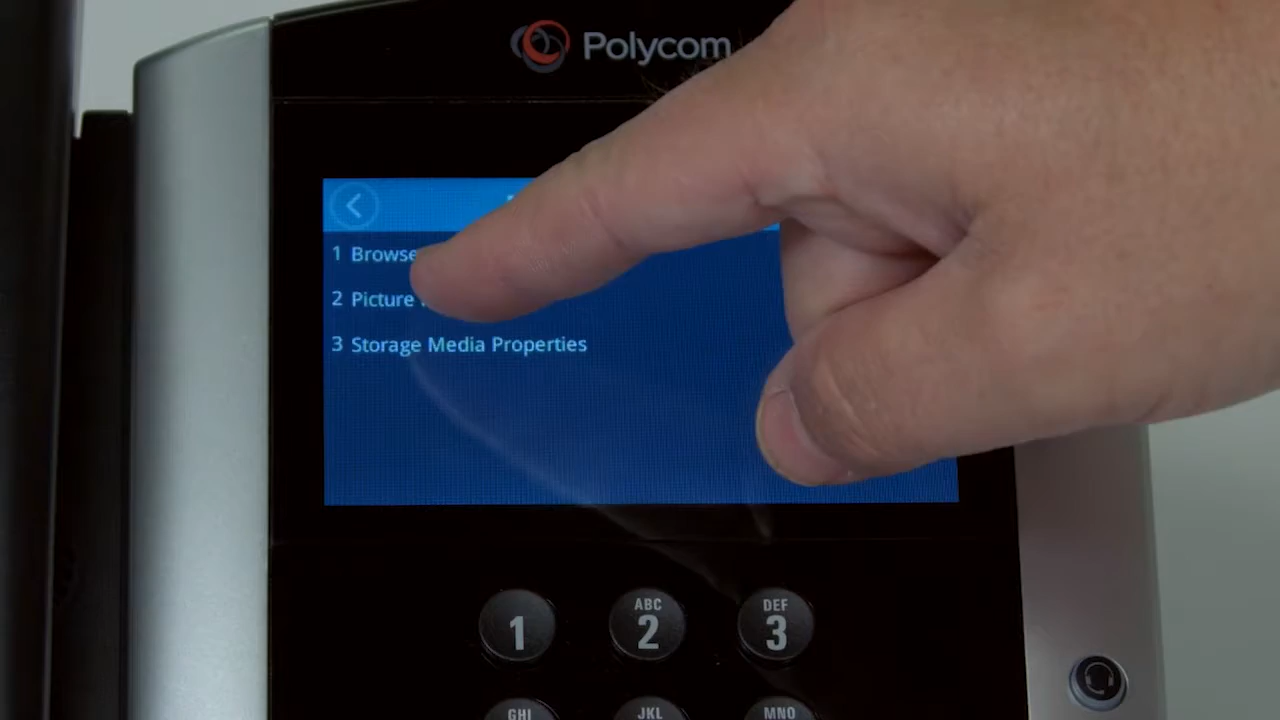 Polycom
1 Browse
2 Picture
3 Storage Media Properties
1
ABC
2
DEF
3
GHI
JKL
MNO